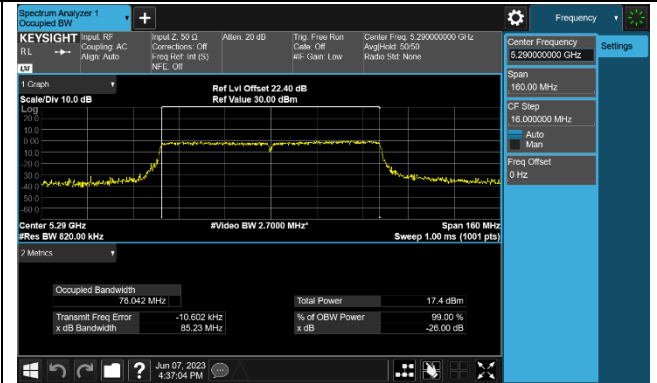 Spectrum Analyzer 1
Occupied BW
+
Frequency
KEYSIGHT
RL
LXI
Input: RF
Coupling: AC
Align: Auto
Input Z: 50 Ω
Corrections: Off
Freq Ref: Int (S)
NFE: Off
Atten: 20 dB
Trig: Free Run
Gate: Off
#IF Gain: Low
Center Freq: 5.290000000 GHz
Avg|Hold: 50/50
Radio Std: None
Center Frequency
5.290000000 GHz
Settings
Span
160.00 MHz
CF Step
16.000000 MHz
Auto
Man
Freq Offset
0 Hz
1 Graph
Scale/Div 10.0 dB
Ref Lvl Offset 22.40 dB
Ref Value 30.00 dBm
Log
20.0
10.0
0.00
-10.0
-20.0
-30.0
-40.0
-50.0
-60.0
Center 5.29 GHz
#Res BW 820.00 kHz
#Video BW 2.7000 MHz*
Span 160 MHz
Sweep 1.00 ms (1001 pts)
2 Metrics
Occupied Bandwidth
76.042 MHz
Total Power 17.4 dBm
Transmit Freq Error -10.602 kHz
% of OBW Power 99.00 %
x dB Bandwidth 85.23 MHz
x dB -26.00 dB
?
Jun 07, 2023
4:37:04 PM